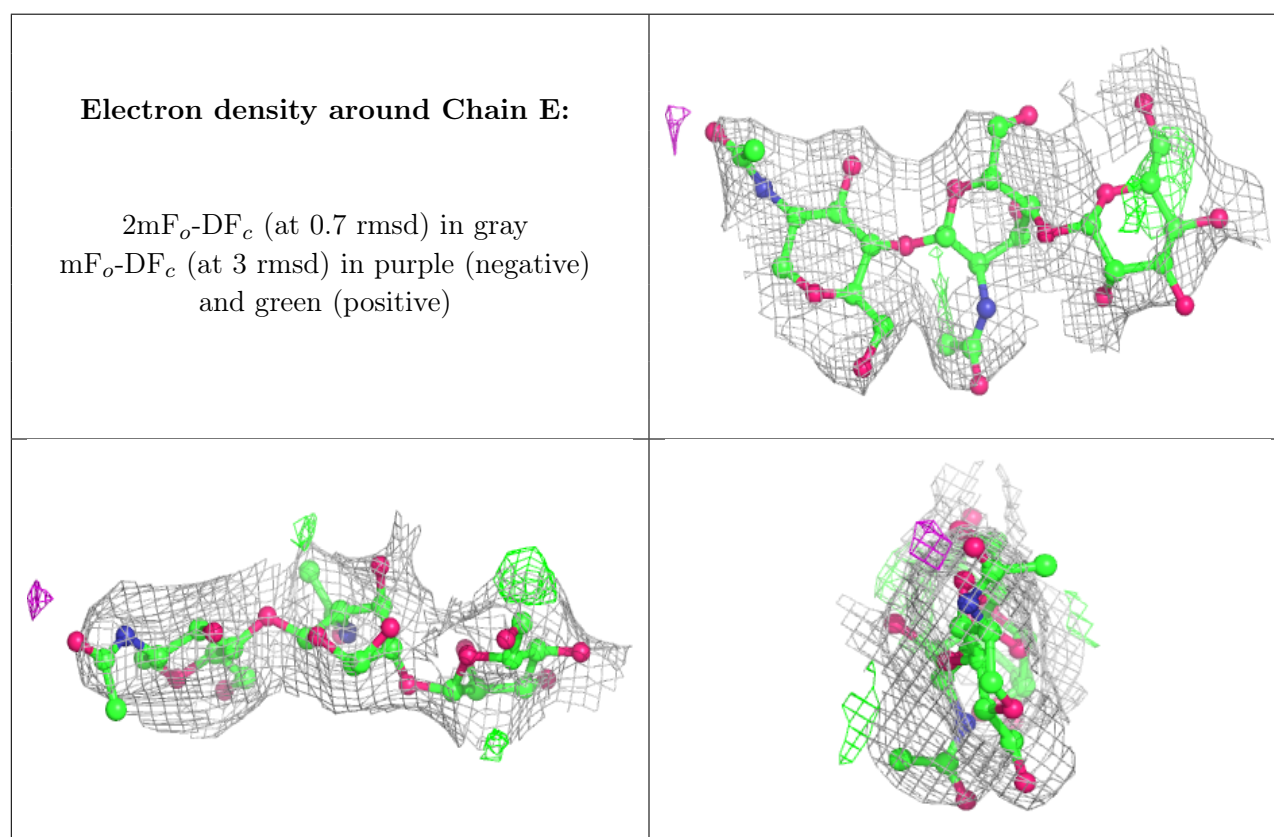 Electron density around Chain E:
2mFo-DFc (at 0.7 rmsd) in gray
mFo-DFc (at 3 rmsd) in purple (negative)
and green (positive)